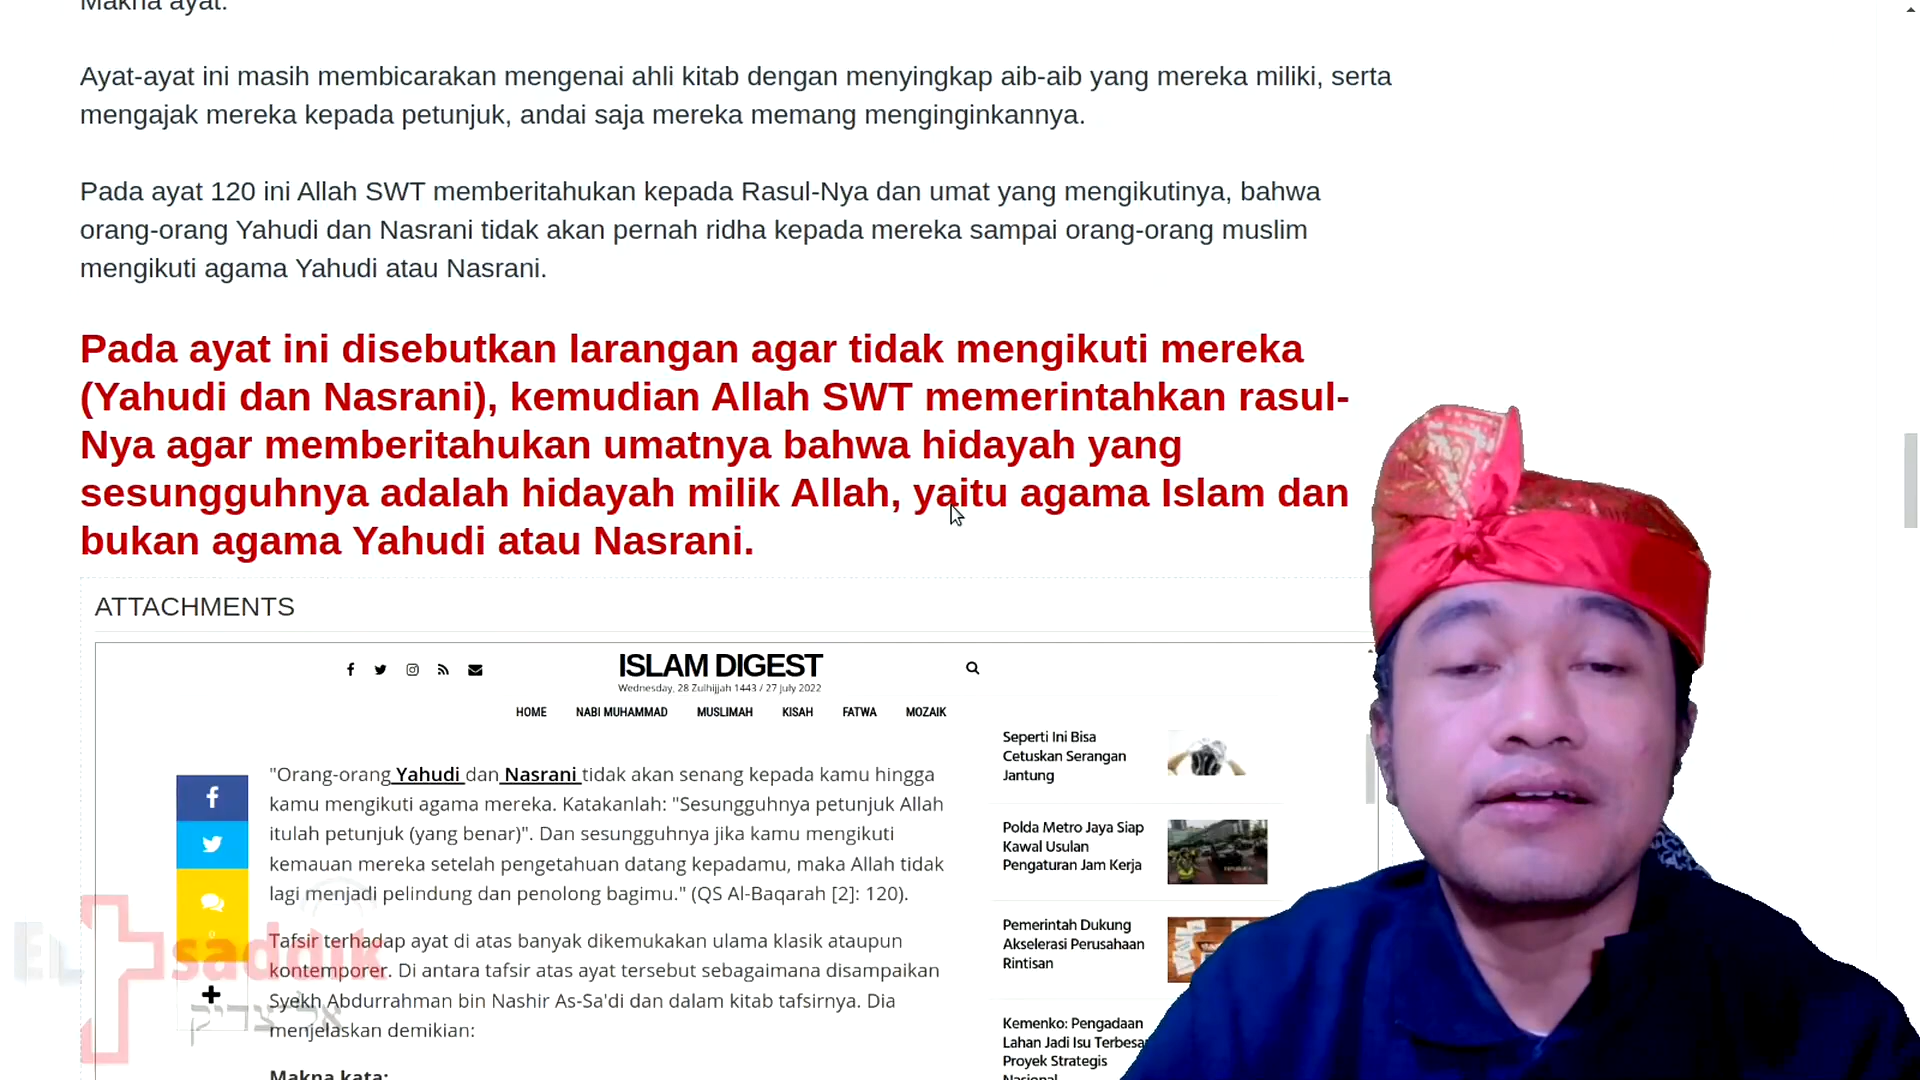 Makna ayat:
Ayat-ayat ini masih membicarakan mengenai ahli kitab dengan menyingkap aib-aib yang mereka miliki, serta
mengajak mereka kepada petunjuk, andai saja mereka memang menginginkannya.
Pada ayat 120 ini Allah SWT memberitahukan kepada Rasul-Nya dan umat yang mengikutinya, bahwa
orang-orang Yahudi dan Nasrani tidak akan pernah ridha kepada mereka sampai orang-orang muslim
mengikuti agama Yahudi atau Nasrani.
Pada ayat ini disebutkan larangan agar tidak mengikuti mereka
(Yahudi dan Nasrani), kemudian Allah SWT memerintahkan rasul-
Nya agar memberitahukan umatnya bahwa hidayah yang
sesungguhnya adalah hidayah milik Allah, yaitu agama Islam dan
bukan agama Yahudi atau Nasrani.
ATTACHMENTS
ISLAM DIGEST
Wednesday, 28 Zulhijjah 1443 / 27 July 2022
HOME NABI MUHAMMAD MUSLIMAH KISAH FATWA MOZAIK
"Orang-orang Yahudi dan Nasrani tidak akan senang kepada kamu hingga
kamu mengikuti agama mereka. Katakanlah: "Sesungguhnya petunjuk Allah
itulah petunjuk (yang benar)". Dan sesungguhnya jika kamu mengikuti
kemauan mereka setelah pengetahuan datang kepadamu, maka Allah tidak
lagi menjadi pelindung dan penolong bagimu." (QS Al-Baqarah [2]: 120).
Tafsir terhadap ayat di atas banyak dikemukakan ulama klasik ataupun
kontemporer. Di antara tafsir atas ayat tersebut sebagaimana disampaikan
Syekh Abdurrahman bin Nashir As-Sa'di dan dalam kitab tafsirnya. Dia
menjelaskan demikian:
Makna kata:
Seperti Ini Bisa
Cetuskan Serangan
Jantung
Polda Metro Jaya Siap
Kawal Usulan
Pengaturan Jam Kerja
Pemerintah Dukung
Akselerasi Perusahaan
Rintisan
Kemenko: Pengadaan
Lahan Jadi Isu Terbesar
Proyek Strategis
Nasional
0
EL
saddik
אל צדיק